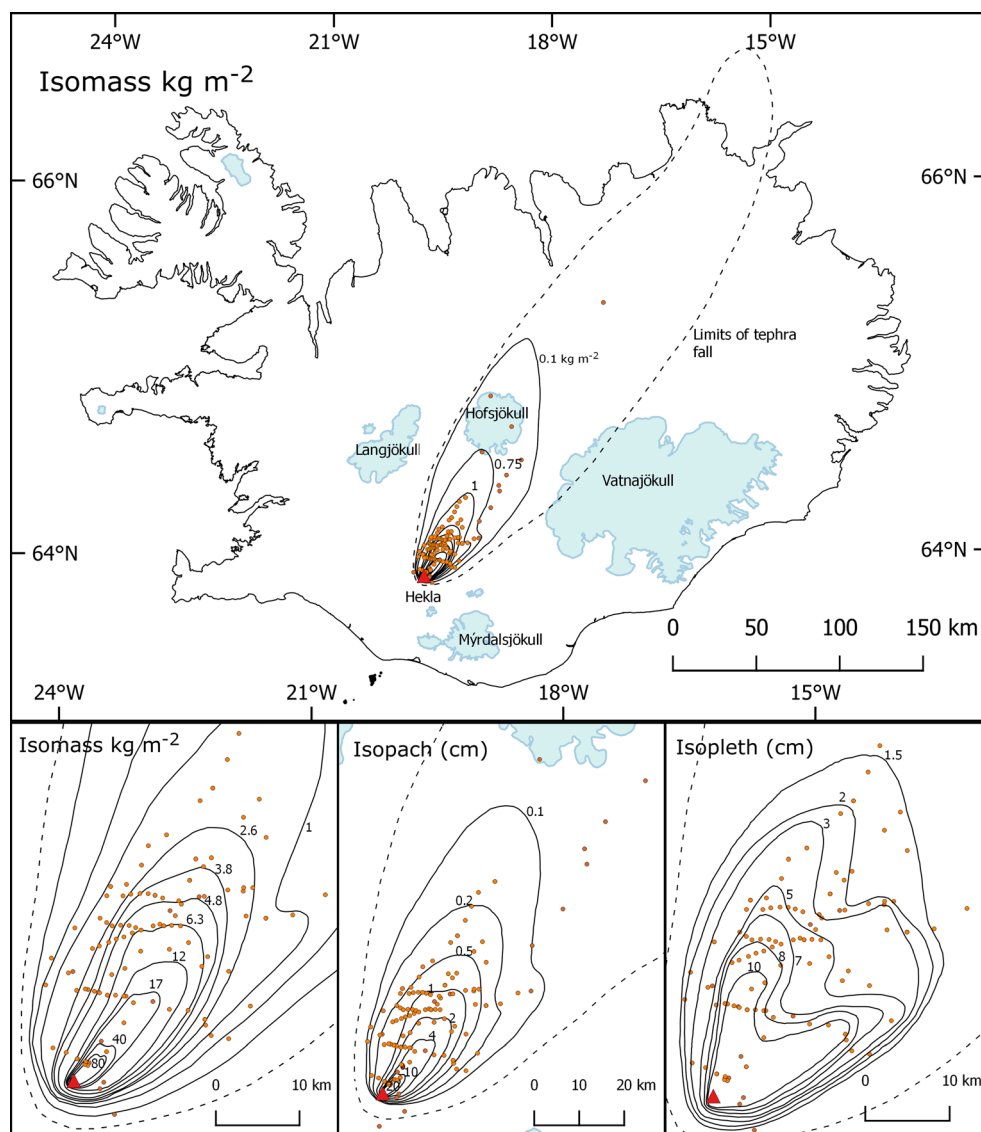 24°W 21°W 18°W 15°W
Isomass kg m-2
66°N 66°N
Limits of tephra
fall
0.1 kg m-2
Hofsjökull
Langjökull
0.75
Vatnajökull
1
64°N 64°N
Hekla
0 50 100 150 km
Mýrdalsjökull
24°W 21°W 18°W 15°W
Isomass kg m-2
1
2.6
3.8
4.8
6.3
12
17
40
80
0 10 km
Isopach (cm)
0.1
0.2
0.5
1
2
4
10
0 10 20 km
Isopleth (cm)
1.5
2
3
5
7
8
10
0 10 km